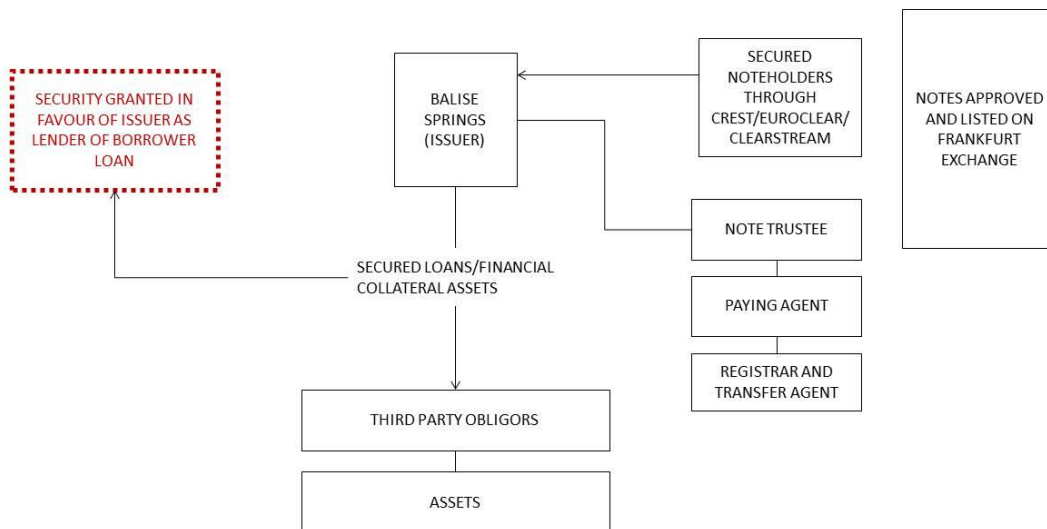 SECURITY GRANTED IN
FAVOUR OF ISSUER AS
LENDER OF BORROWER
LOAN
BALISE
SPRINGS
(ISSUER)
SECURED
NOTEHOLDERS
THROUGH
CREST/EUROCLEAR/
CLEARSTREAM
NOTES APPROVED
AND LISTED ON
FRANKFURT
EXCHANGE
NOTE TRUSTEE
SECURED LOANS/FINANCIAL
COLLATERAL ASSETS
PAYING AGENT
REGISTRAR AND
TRANSFER AGENT
THIRD PARTY OBLIGORS
ASSETS